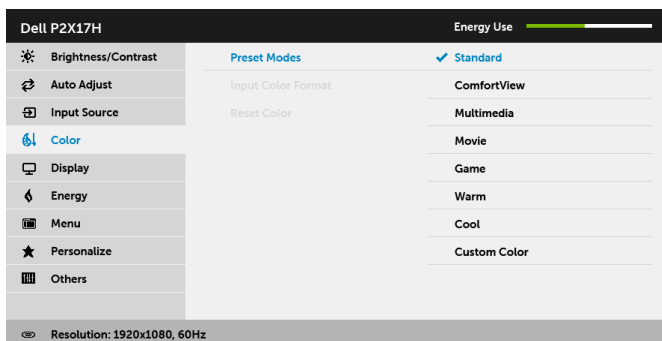 Dell P2X17H Energy Use
Brightness/Contrast Preset Modes Standard
Auto Adjust Input Color Format ComfortView
Input Source Reset Color Multimedia
Color Movie
Display Game
Energy Warm
Menu Cool
Personalize Custom Color
Others
Resolution: 1920x1080, 60Hz